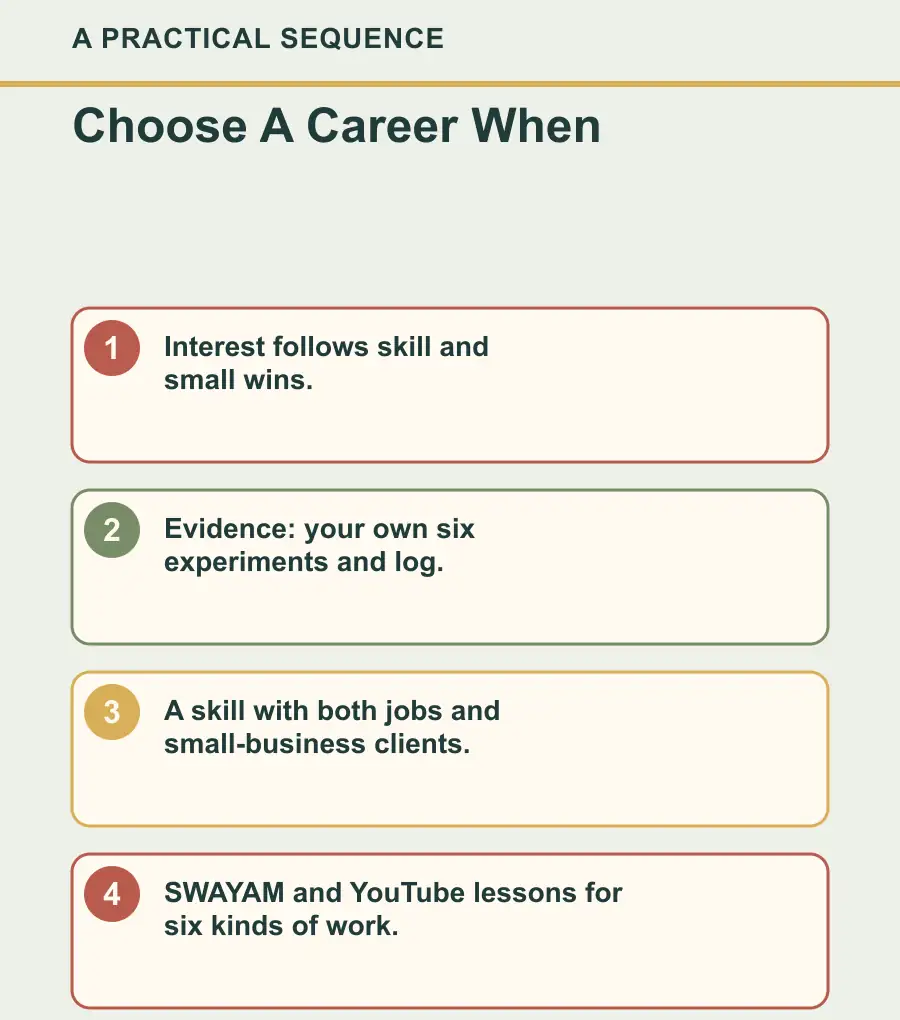 A PRACTICAL SEQUENCE
Choose A Career When
1
Interest follows skill and
small wins.
2
Evidence: your own six
experiments and log.
3
A skill with both jobs and
small-business clients.
4
SWAYAM and YouTube lessons for
six kinds of work.